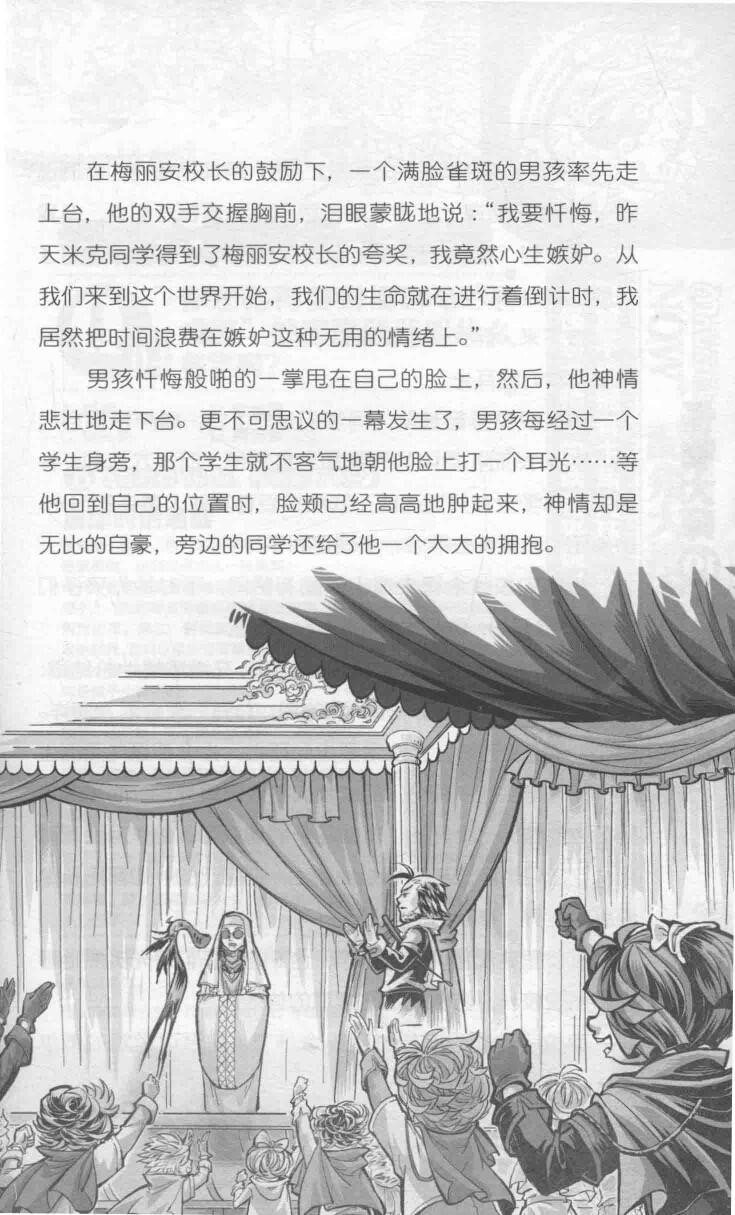 在梅丽安校长的鼓励下，一个满脸雀斑的男孩率先走
上台，他的双手交握胸前，泪眼蒙眬地说：“我要忏悔，昨
天米克同学得到了梅丽安校长的夸奖，我竟然心生嫉妒。从
我们来到这个世界开始，我们的生命就在进行着倒计时，我
居然把时间浪费在嫉妒这种无用的情绪上。”
男孩忏悔般啪的一掌甩在自己的脸上，然后，他神情
悲壮地走下台。更不可思议的一幕发生了，男孩每经过一个
学生身旁，那个学生就不客气地朝他脸上打一个耳光……等
他回到自己的位置时，脸颊已经高高地肿起来，神情却是
无比的自豪，旁边的同学还给了他一个大大的拥抱。